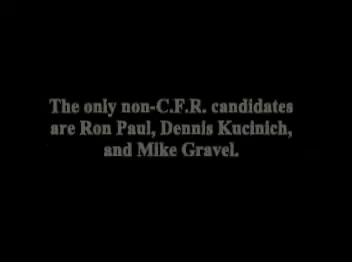 The only non-C.F.R. candidates
are Ron Paul, Dennis Kucinich,
and Mike Gravel.